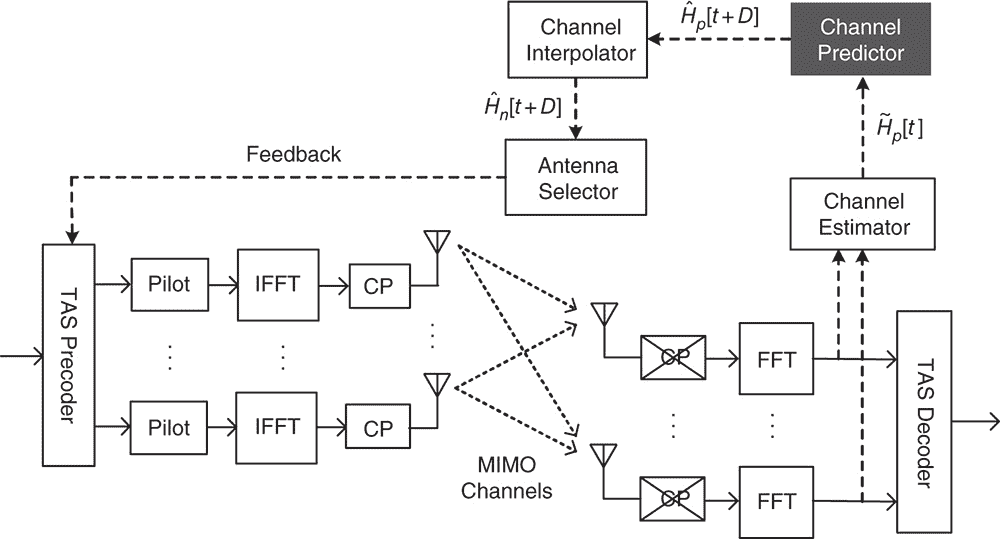 Channel
Interpolator
Ĥp[t+D]
Channel
Predictor
Ĥn[t+D]
H̃p[t]
Feedback
Antenna
Selector
Channel
Estimator
TAS Precoder
Pilot
IFFT
CP
...
...
...
Pilot
IFFT
CP
MIMO
Channels
CP
FFT
...
...
CP
FFT
TAS Decoder